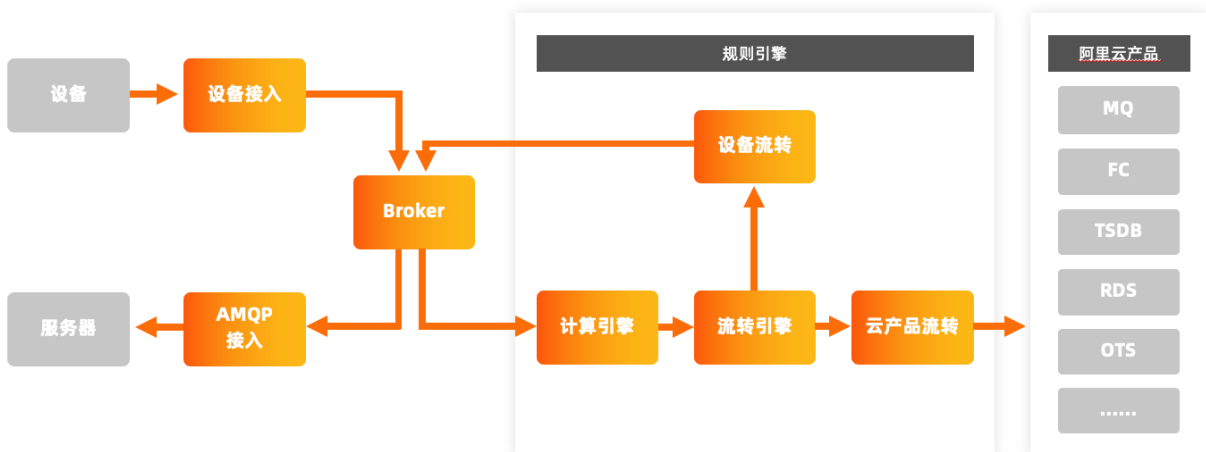 规则引擎
阿里云产品
设备
设备接入
设备流转
MQ
FC
Broker
TSDB
服务器
AMQP
接入
计算引擎
流转引擎
云产品流转
RDS
OTS
......